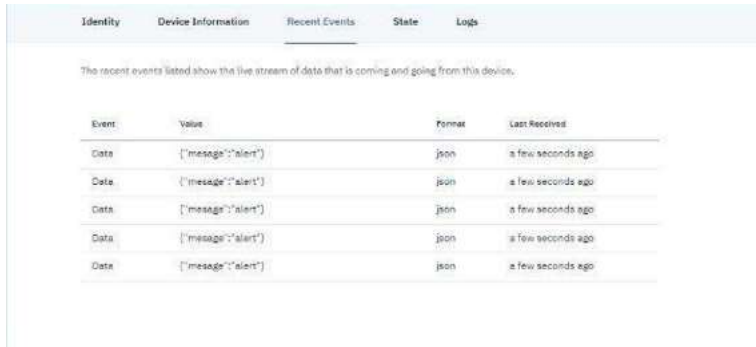 Identity Device Information Recent Events State Logs
The recent events listed show the live stream of data that is coming and going from this device.
Event Value Format Last Received
Data {"mesage":"alert"} json a few seconds ago
Data {"mesage":"alert"} json a few seconds ago
Data {"mesage":"alert"} json a few seconds ago
Data {"mesage":"alert"} json a few seconds ago
Data {"mesage":"alert"} json a few seconds ago